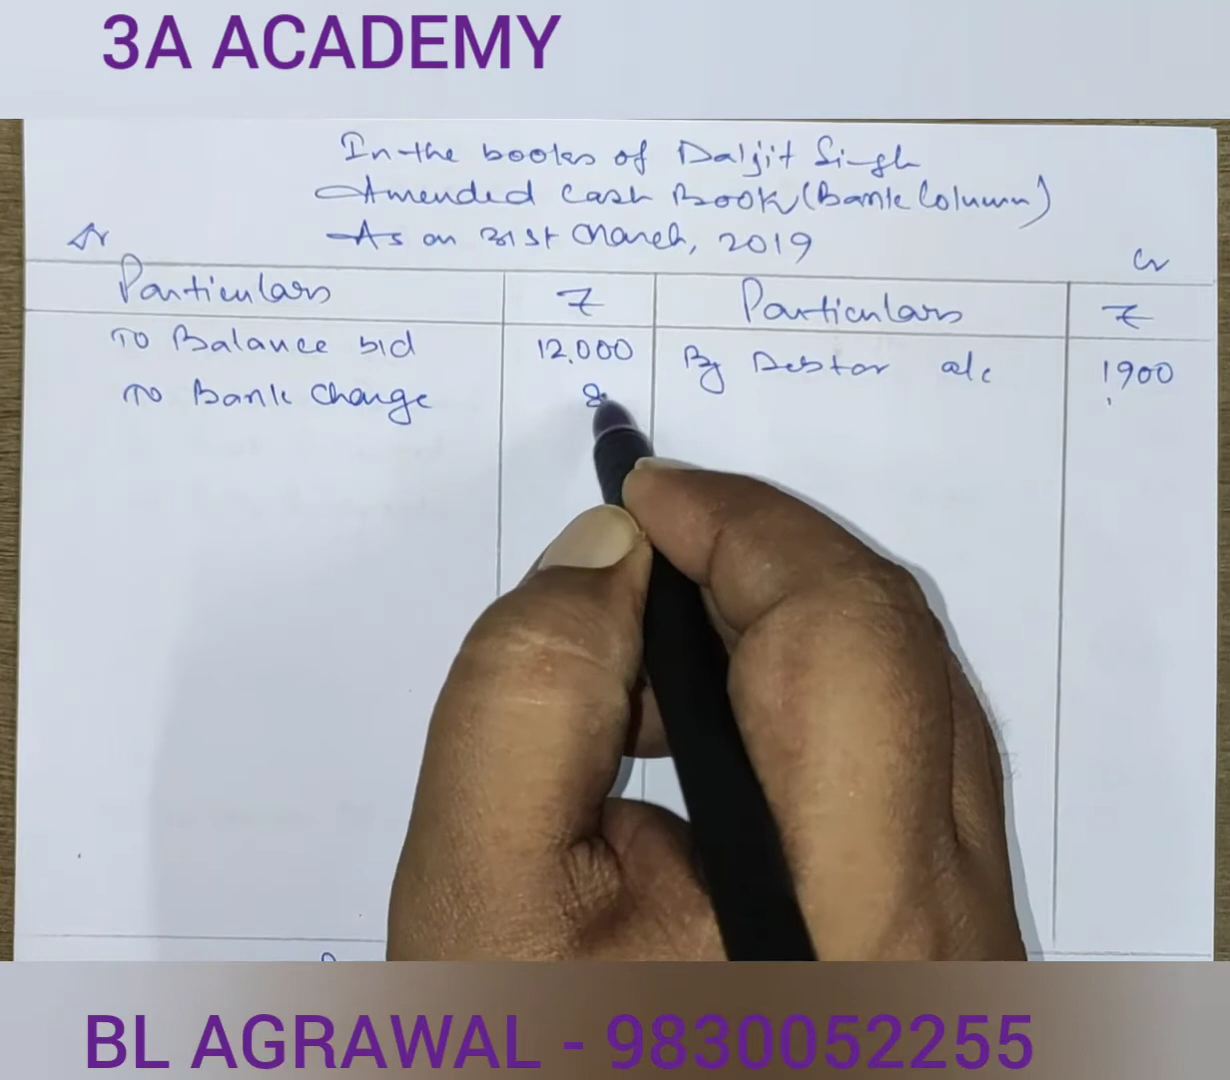 3A ACADEMY
In the books of Daljit Singh
Amended Cash Book (Bank Column)
As on 31st March, 2019
Dr
Cr
Particulars ₹ Particulars ₹
To Balance b/d 12,000 By Debtor a/c 1900
To Bank Charge 8
BL AGRAWAL - 9830052255